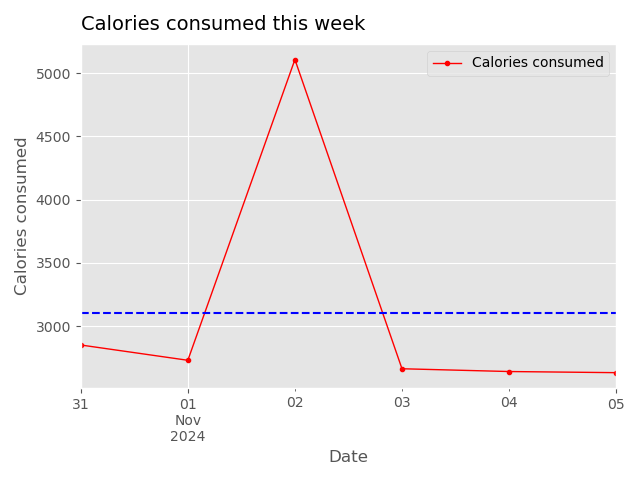 Calories consumed this week
Calories consumed
5000
4500
4000
3500
3000
Calories consumed
31
01
Nov
2024
02
03
04
05
Date